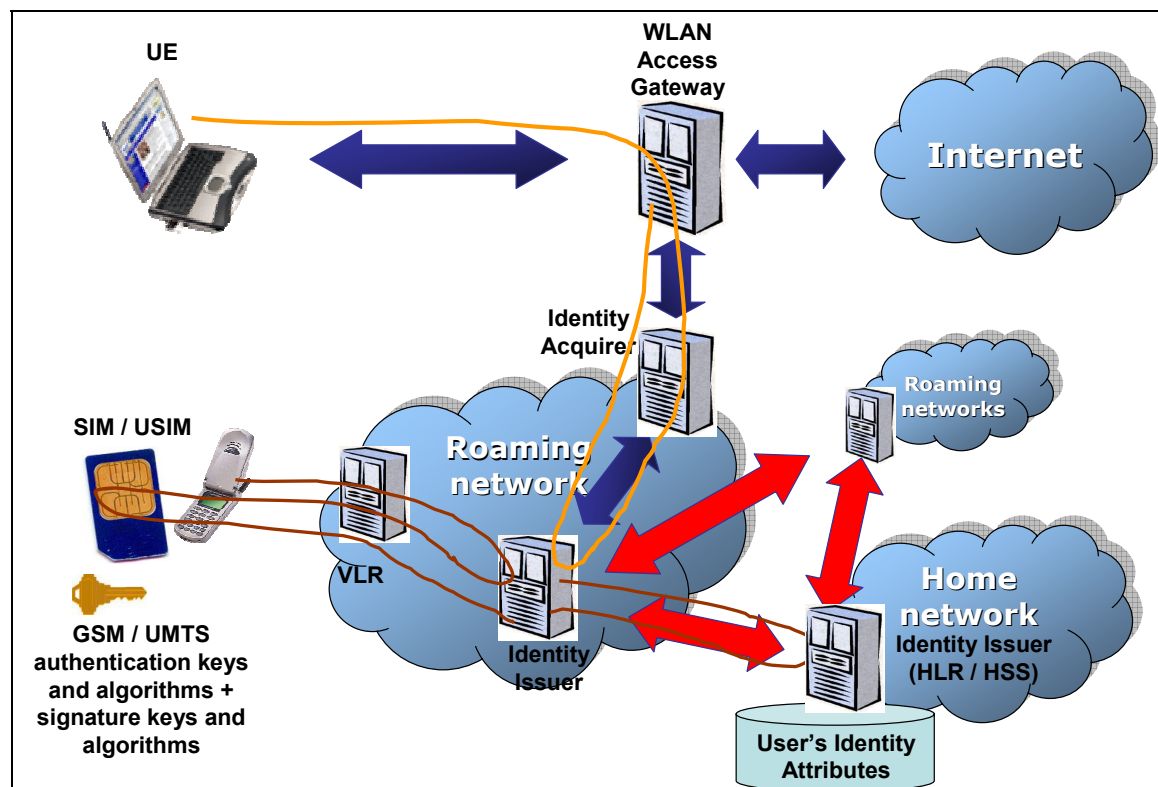 UE
WLAN
Access
Gateway
Internet
Identity
Acquirer
Roaming
networks
SIM / USIM
Roaming
network
VLR
Home
network
Identity Issuer
(HLR / HSS)
Identity
Issuer
GSM / UMTS
authentication keys
and algorithms +
signature keys and
algorithms
User's Identity
Attributes